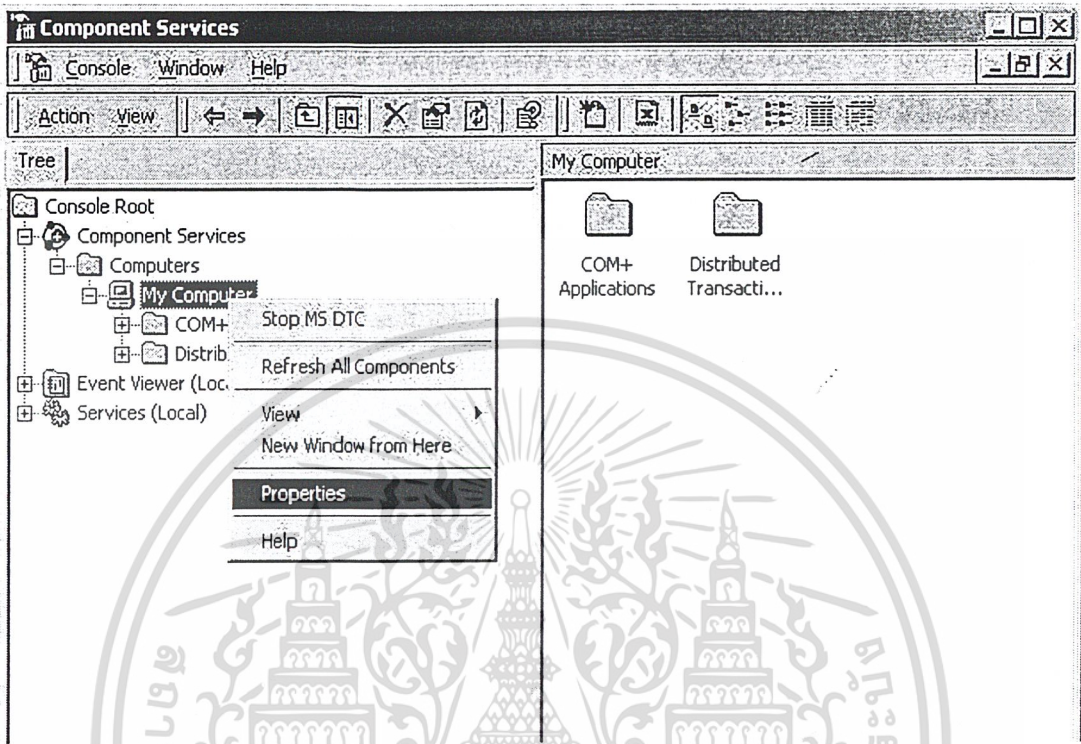 Component Services
Console Window Help
Action View
Tree
My Computer
Console Root
Component Services
Computers
My Computer
COM+
Distrib
Event Viewer (Loc
Services (Local)
Stop MS DTC
Refresh All Components
View
New Window from Here
Properties
Help
COM+ Applications
Distributed Transacti...